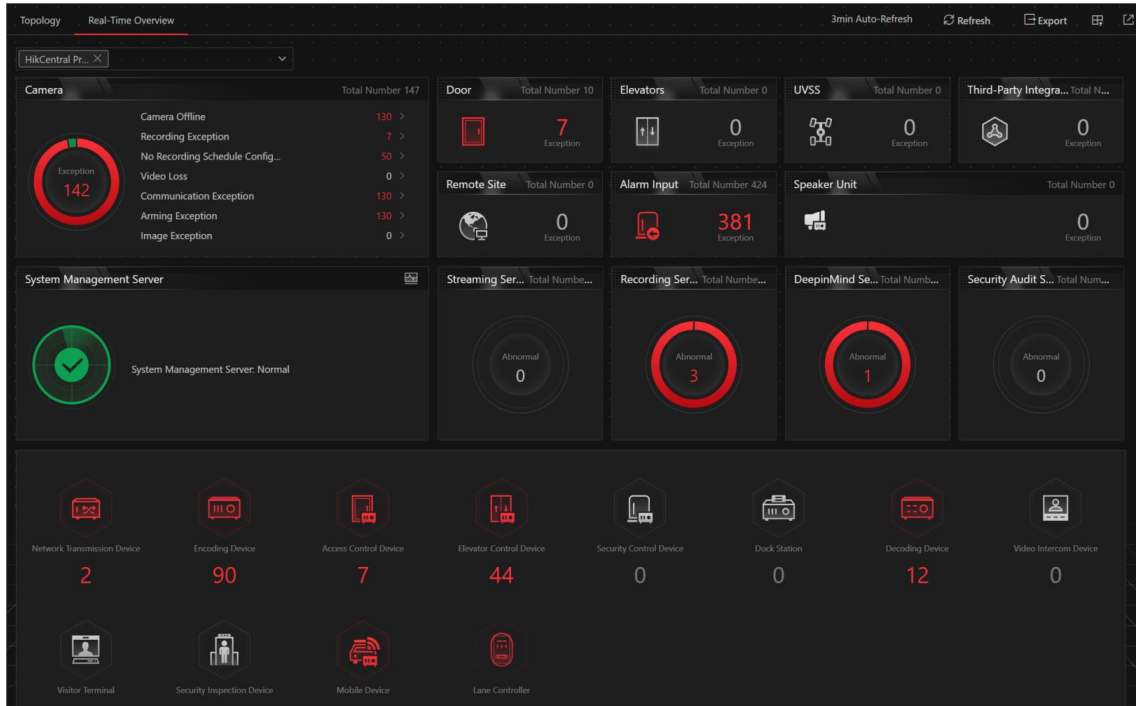 Topology Real-Time Overview 3min Auto-Refresh Refresh Export
HikCentral Pr...
Camera Total Number 147
Exception
142
Camera Offline 130
Recording Exception 7
No Recording Schedule Config... 50
Video Loss 0
Communication Exception 130
Arming Exception 130
Image Exception 0
Door Total Number 10
7
Exception
Elevators Total Number 0
0
Exception
UVSS Total Number 0
0
Exception
Third-Party Integra... Total N...
0
Exception
Remote Site Total Number 0
0
Exception
Alarm Input Total Number 424
381
Exception
Speaker Unit Total Number 0
0
Exception
System Management Server
System Management Server: Normal
Streaming Ser... Total Numbe...
Abnormal
0
Recording Ser... Total Numbe...
Abnormal
3
DeepinMind Se... Total Numb...
Abnormal
1
Security Audit S... Total Num...
Abnormal
0
Network Transmission Device
2
Encoding Device
90
Access Control Device
7
Elevator Control Device
44
Security Control Device
0
Dock Station
0
Decoding Device
12
Video Intercom Device
0
Visitor Terminal
Security Inspection Device
Mobile Device
Lane Controller